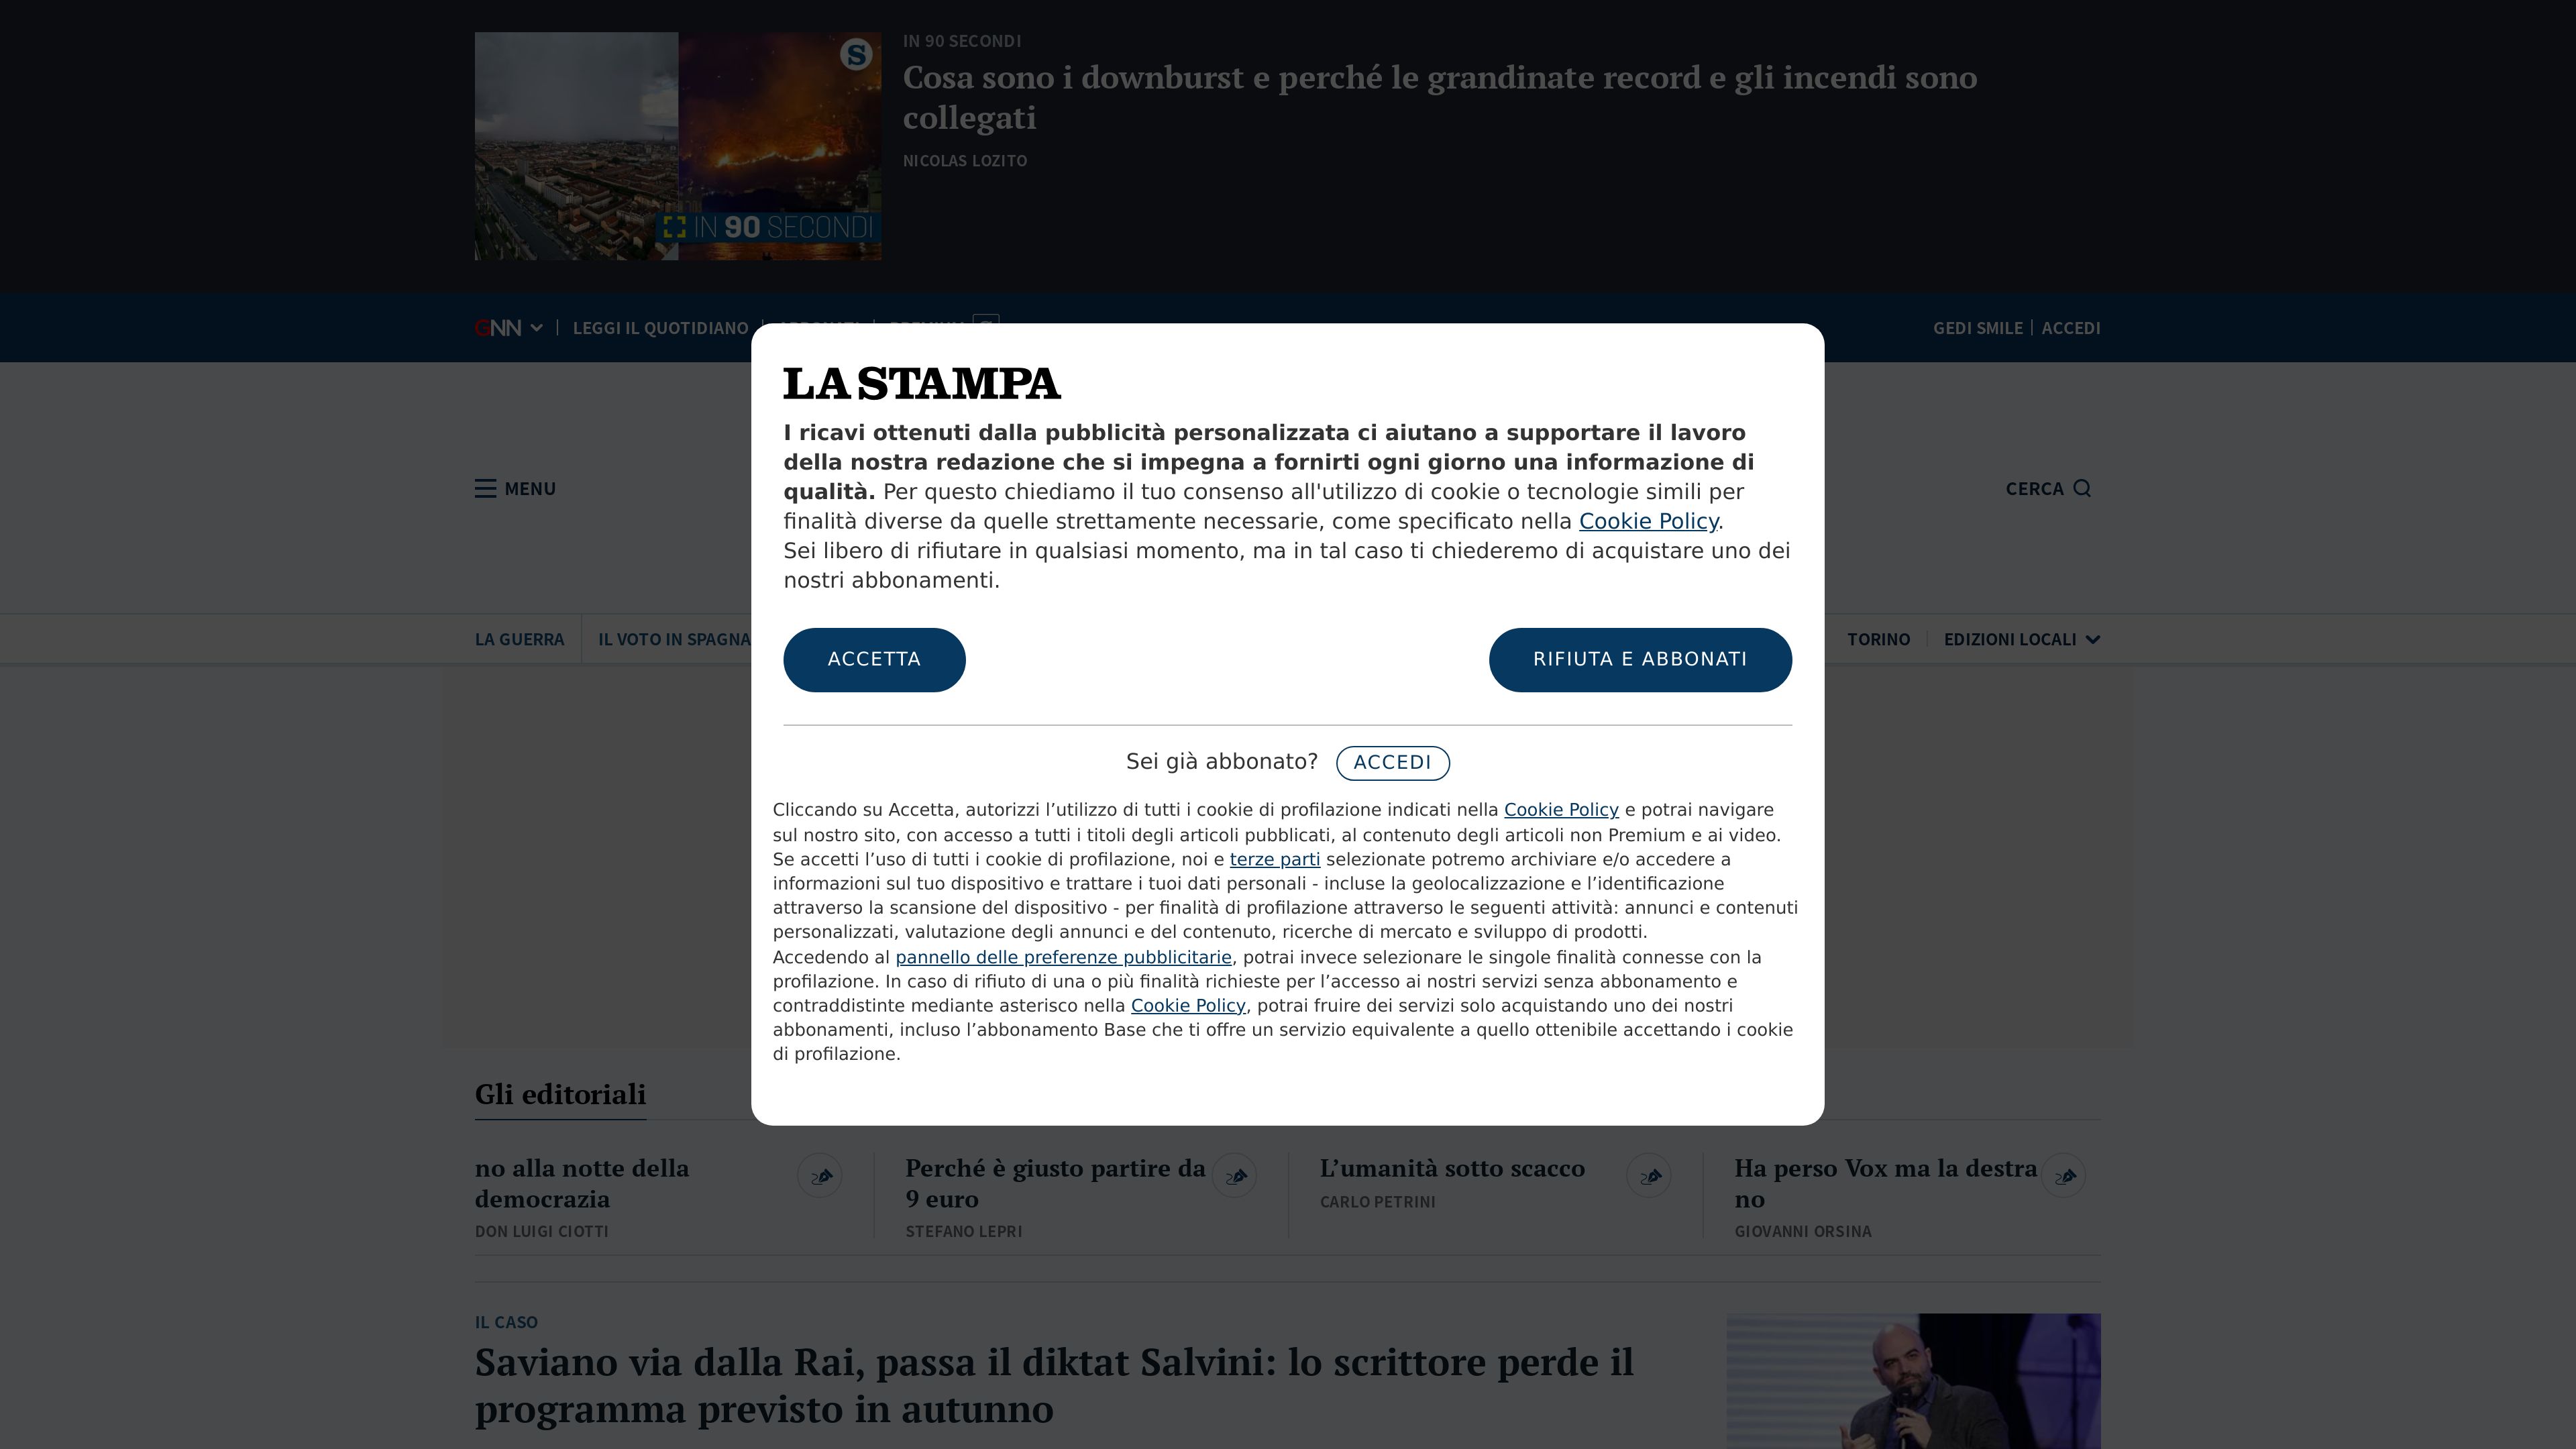 IN 90 SECONDI
Cosa sono i downburst e perché le grandinate record e gli incendi sono
collegati
NICOLAS LOZITO
S
IN 90 SECONDI
GNN
LEGGI IL QUOTIDIANO
GEDI SMILE
ACCEDI
MENU
CERCA
LA GUERRA
IL VOTO IN SPAGNA
TORINO
EDIZIONI LOCALI
LA STAMPA
I ricavi ottenuti dalla pubblicità personalizzata ci aiutano a supportare il lavoro
della nostra redazione che si impegna a fornirti ogni giorno una informazione di
qualità. Per questo chiediamo il tuo consenso all'utilizzo di cookie o tecnologie simili per
finalità diverse da quelle strettamente necessarie, come specificato nella Cookie Policy.
Sei libero di rifiutare in qualsiasi momento, ma in tal caso ti chiederemo di acquistare uno dei
nostri abbonamenti.
ACCETTA
RIFIUTA E ABBONATI
Sei già abbonato? ACCEDI
Cliccando su Accetta, autorizzi l’utilizzo di tutti i cookie di profilazione indicati nella Cookie Policy e potrai navigare
sul nostro sito, con accesso a tutti i titoli degli articoli pubblicati, al contenuto degli articoli non Premium e ai video.
Se accetti l’uso di tutti i cookie di profilazione, noi e terze parti selezionate potremo archiviare e/o accedere a
informazioni sul tuo dispositivo e trattare i tuoi dati personali - incluse la geolocalizzazione e l’identificazione
attraverso la scansione del dispositivo - per finalità di profilazione attraverso le seguenti attività: annunci e contenuti
personalizzati, valutazione degli annunci e del contenuto, ricerche di mercato e sviluppo di prodotti.
Accedendo al pannello delle preferenze pubblicitarie, potrai invece selezionare le singole finalità connesse con la
profilazione. In caso di rifiuto di una o più finalità richieste per l’accesso ai nostri servizi senza abbonamento e
contraddistinte mediante asterisco nella Cookie Policy, potrai fruire dei servizi solo acquistando uno dei nostri
abbonamenti, incluso l’abbonamento Base che ti offre un servizio equivalente a quello ottenibile accettando i cookie
di profilazione.
Gli editoriali
no alla notte della
democrazia
DON LUIGI CIOTTI
Perché è giusto partire da
9 euro
STEFANO LEPRI
L’umanità sotto scacco
CARLO PETRINI
Ha perso Vox ma la destra
no
GIOVANNI ORSINA
IL CASO
Saviano via dalla Rai, passa il diktat Salvini: lo scrittore perde il
programma previsto in autunno